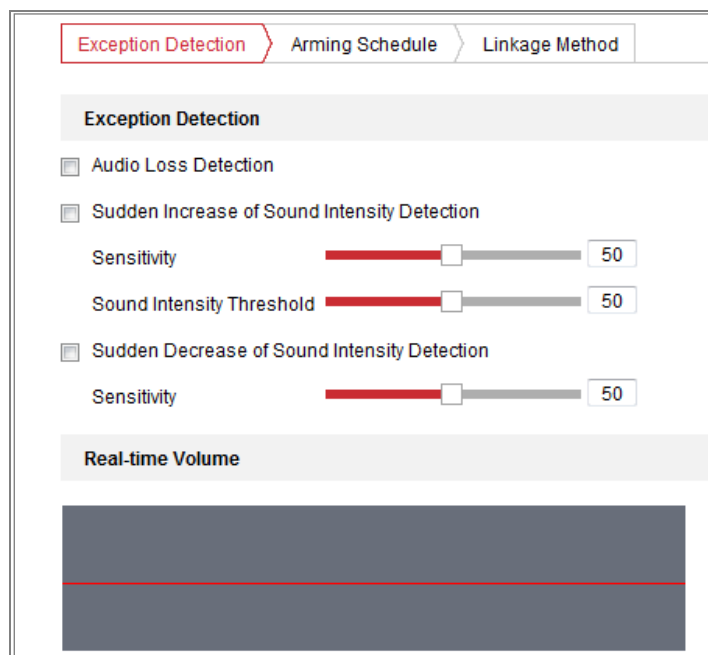 Exception Detection Arming Schedule Linkage Method
Exception Detection
Audio Loss Detection
Sudden Increase of Sound Intensity Detection
Sensitivity 50
Sound Intensity Threshold 50
Sudden Decrease of Sound Intensity Detection
Sensitivity 50
Real-time Volume